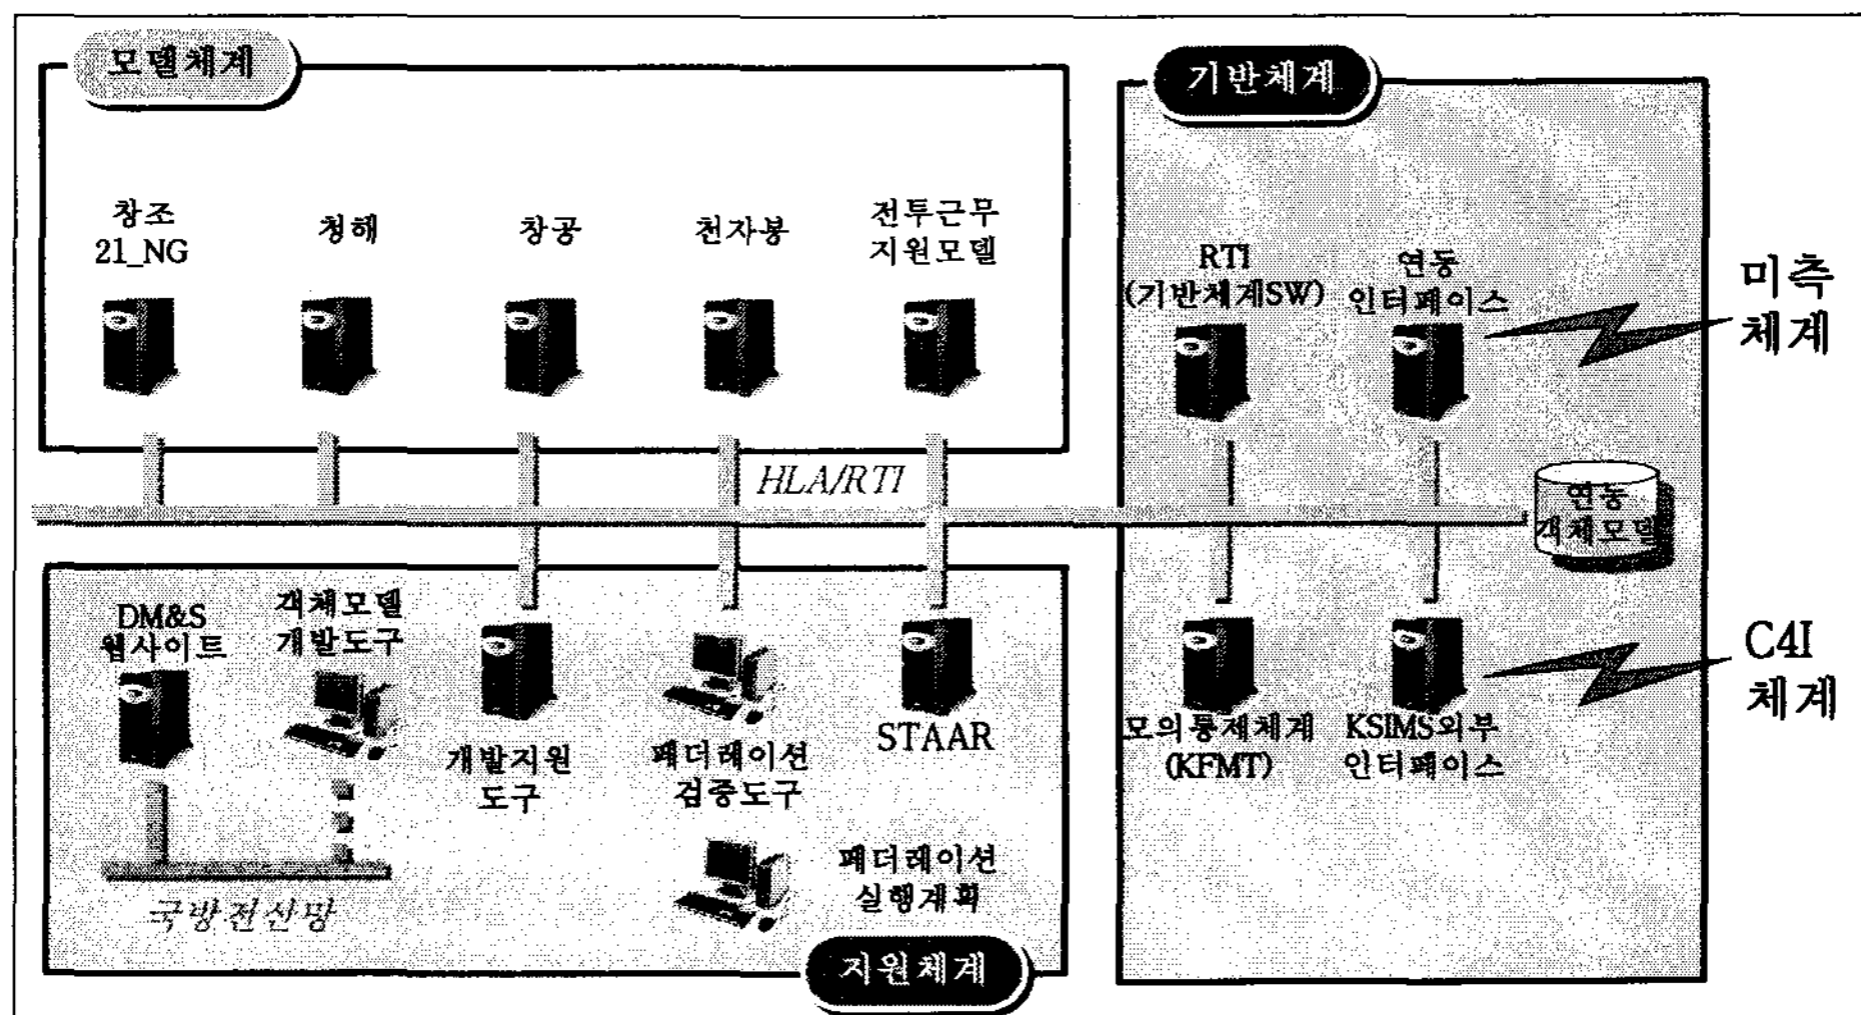 모델체계
창조
21_NG
청해
창공
천자봉
전투근무
지원모델
HLA/RTI
기반체계
RTI
(기반체계SW)
연동
인터페이스
미측
체계
연동
객체모델
모의통제체계
(KFMT)
KSIMS외부
인터페이스
C4I
체계
DM&S
웹사이트
객체모델
개발도구
개발지원
도구
페더레이션
검증도구
STAAR
페더레이션
실행계획
국방전산망
지원체계